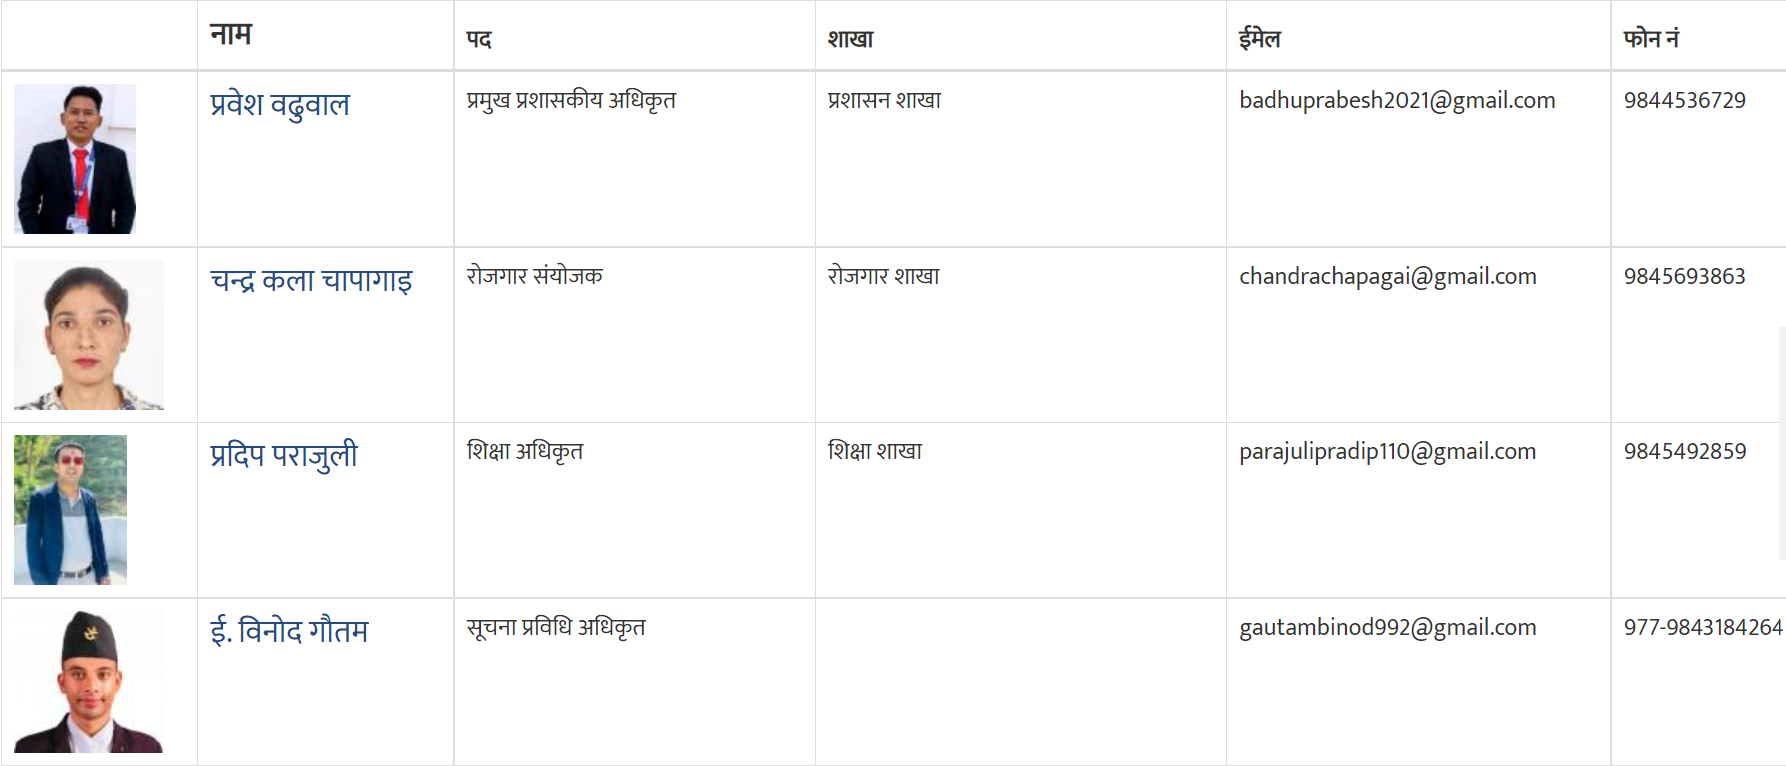 नाम पद शाखा ईमेल फोन नं
प्रवेश वढुवाल प्रमुख प्रशासकीय अधिकृत प्रशासन शाखा badhuprabesh2021@gmail.com 9844536729
चन्द्र कला चापागाइ रोजगार संयोजक रोजगार शाखा chandrachapagai@gmail.com 9845693863
प्रदिप पराजुली शिक्षा अधिकृत शिक्षा शाखा parajulipradip110@gmail.com 9845492859
ई. विनोद गौतम सूचना प्रविधि अधिकृत gautambinod992@gmail.com 977-9843184264